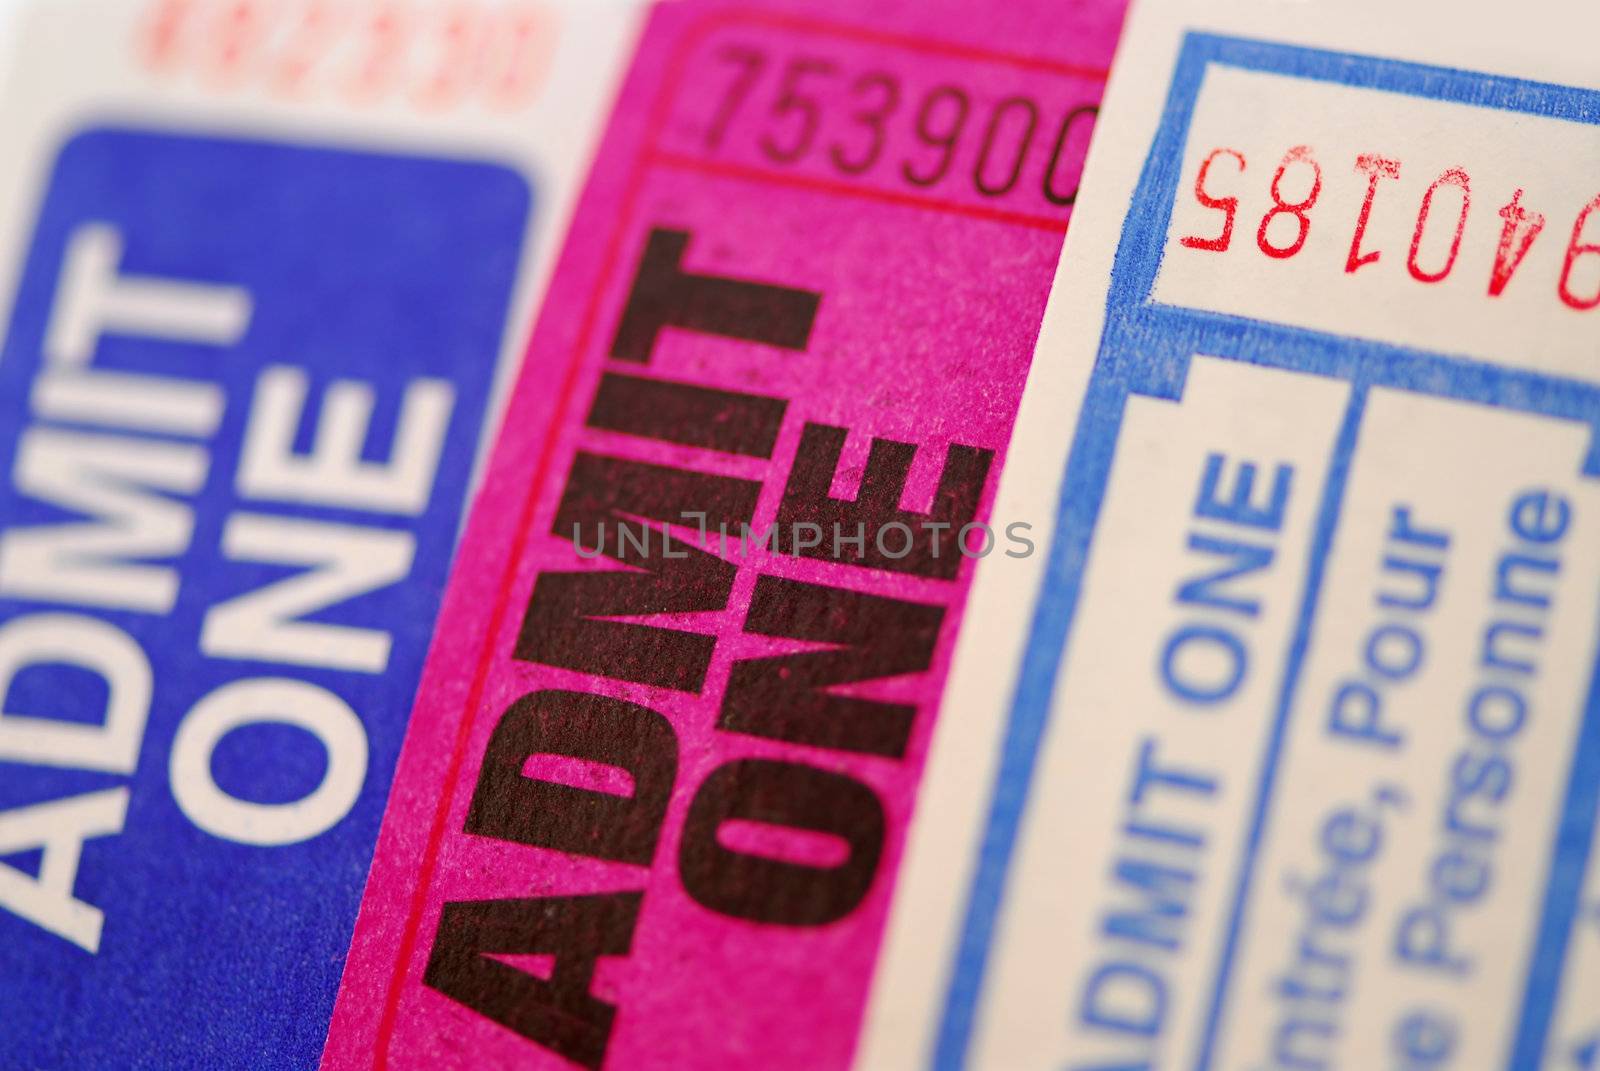 ADMIT
ONE
753900
ADMIT
ONE
940185
ADMIT ONE
ntrée, Pour
e Personne
UNLIMPHOTOS